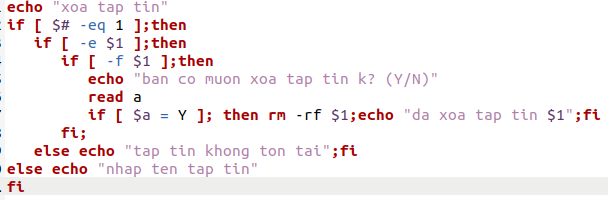 echo "xoa tap tin"
if [ $# -eq 1 ];then
if [ -e $1 ];then
if [ -f $1 ];then
echo "ban co muon xoa tap tin k? (Y/N)"
read a
if [ $a = Y ]; then rm -rf $1;echo "da xoa tap tin $1";fi
fi;
else echo "tap tin khong ton tai";fi
else echo "nhap ten tap tin"
fi